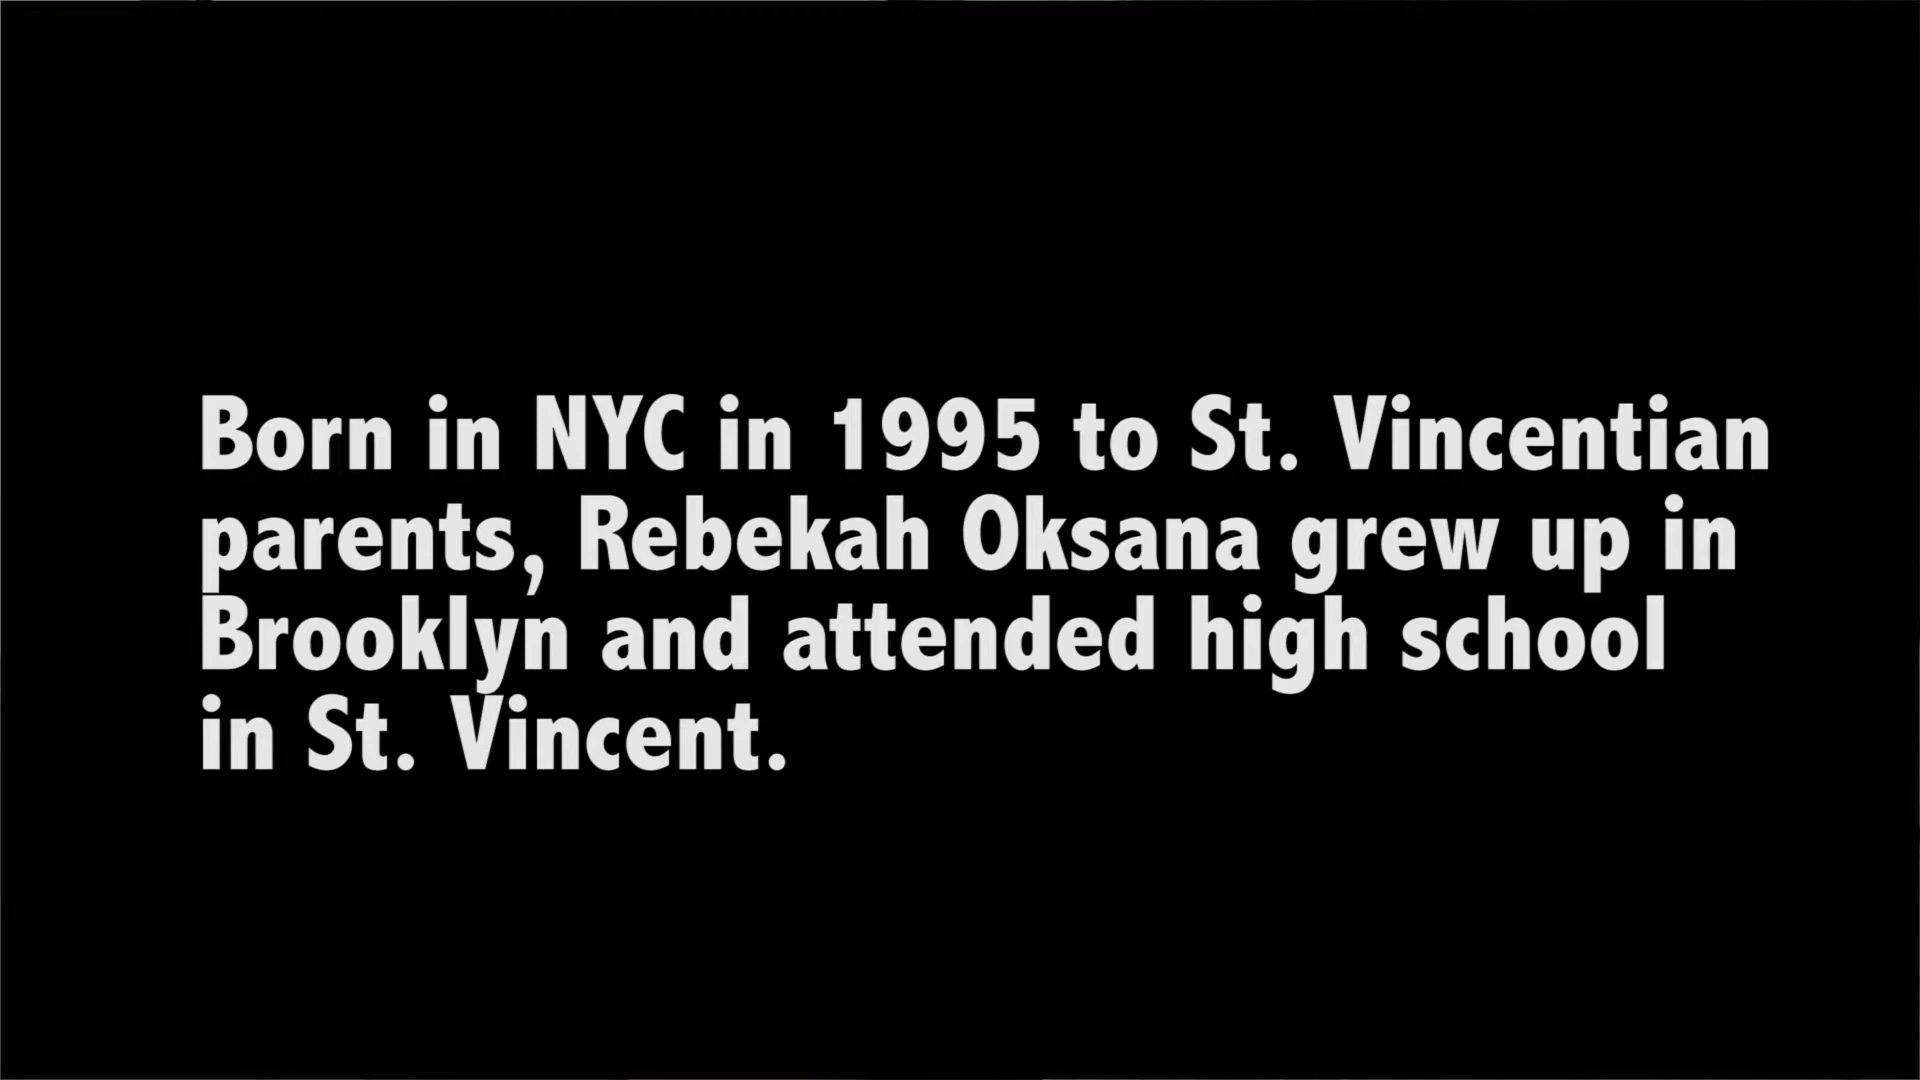 Born in NYC in 1995 to St. Vincentian
parents, Rebekah Oksana grew up in
Brooklyn and attended high school
in St. Vincent.